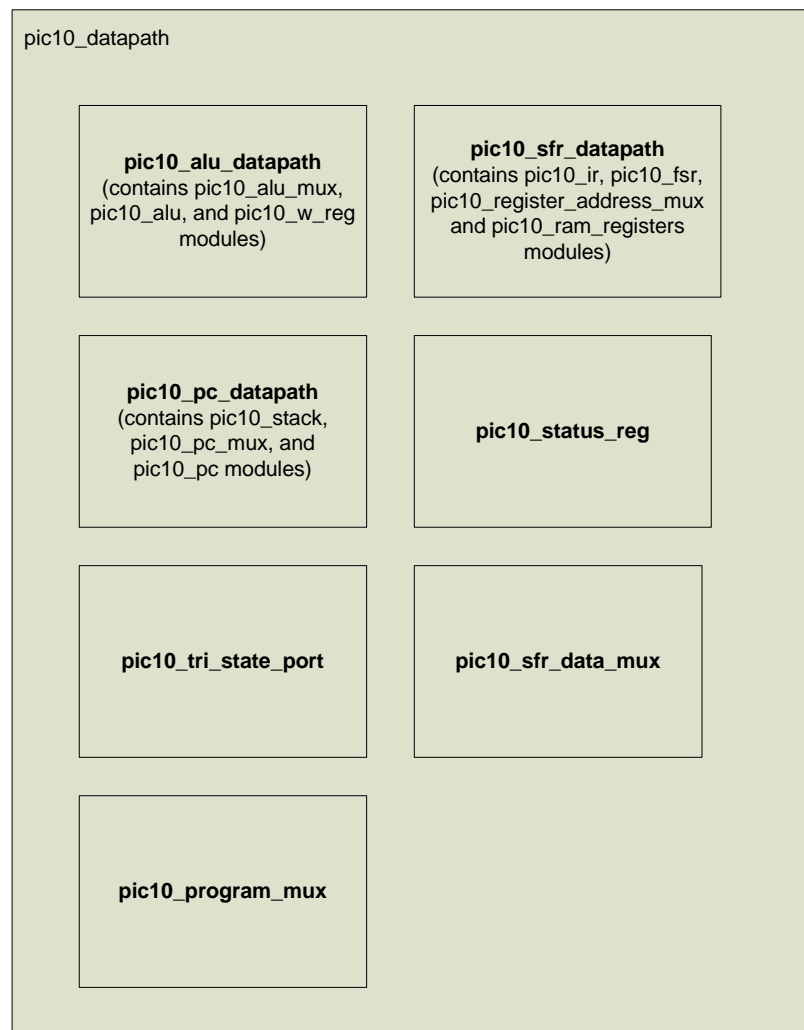 pic10_datapath
pic10_alu_datapath
(contains pic10_alu_mux,
pic10_alu, and pic10_w_reg
modules)
pic10_sfr_datapath
(contains pic10_ir, pic10_fsr,
pic10_register_address_mux
and pic10_ram_registers
modules)
pic10_pc_datapath
(contains pic10_stack,
pic10_pc_mux, and
pic10_pc modules)
pic10_status_reg
pic10_tri_state_port
pic10_sfr_data_mux
pic10_program_mux